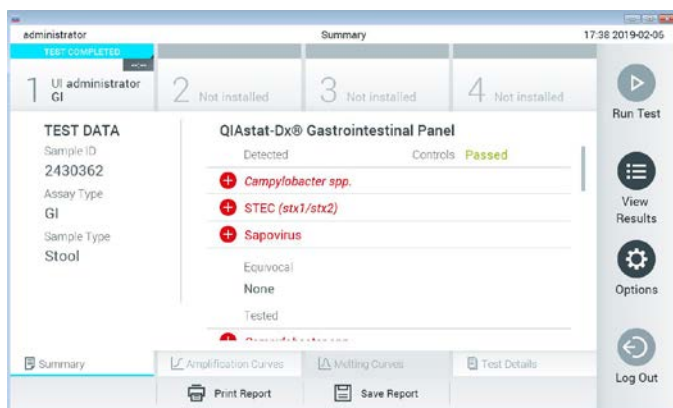 administrator Summary 17:38 2019-02-06
TEST COMPLETED
1 UI administrator GI
2 Not installed
3 Not installed
4 Not installed
Run Test
View Results
Options
Log Out
TEST DATA
Sample ID
2430362
Assay Type
GI
Sample Type
Stool
QIAstat-Dx® Gastrointestinal Panel
Detected Controls Passed
Campylobacter spp.
STEC (stx1/stx2)
Sapovirus
Equivocal
None
Tested
Summary Amplification Curves Melting Curves Test Details
Print Report Save Report